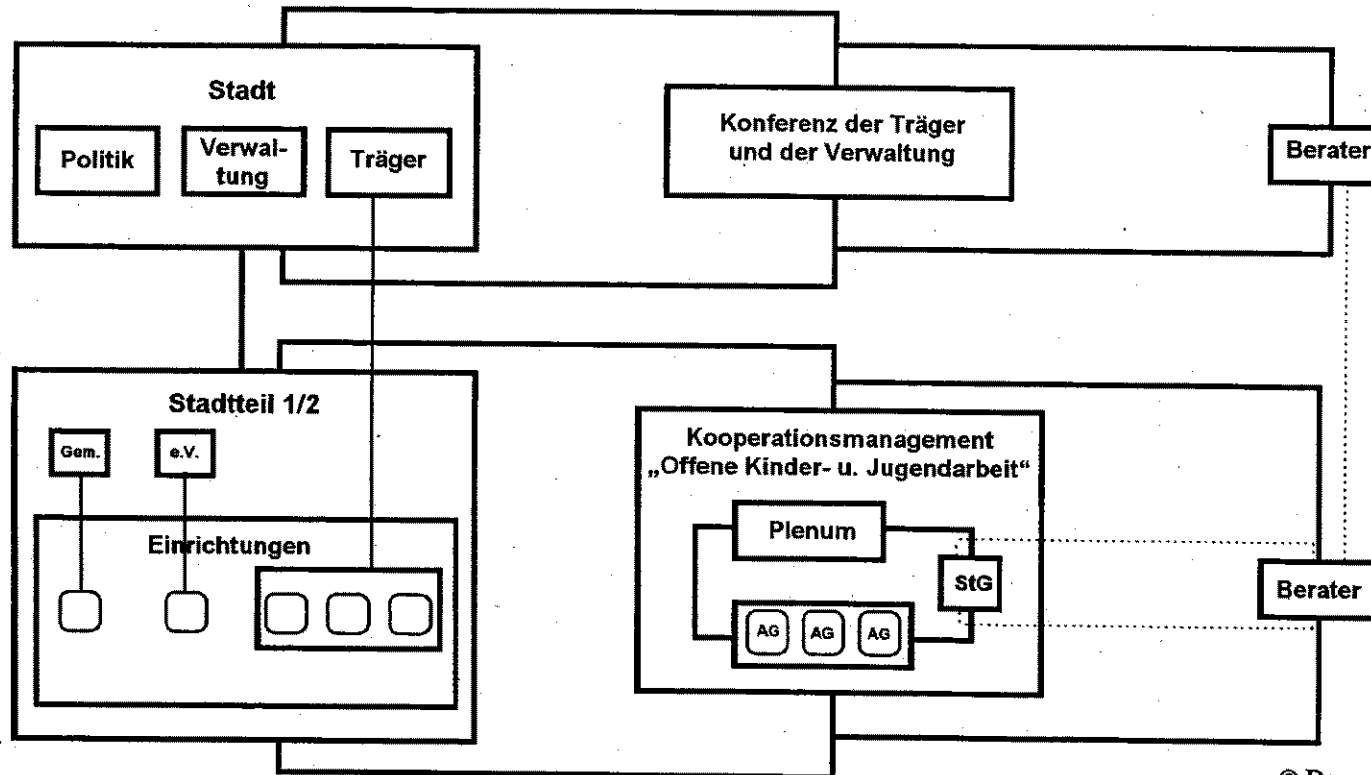 Stadt
Politik
Verwal-
tung
Träger
Konferenz der Träger
und der Verwaltung
Berater
Stadtteil 1/2
Gem.
e.V.
Einrichtungen
Kooperationsmanagement
„Offene Kinder- u. Jugendarbeit“
Plenum
StG
AG AG AG
Berater